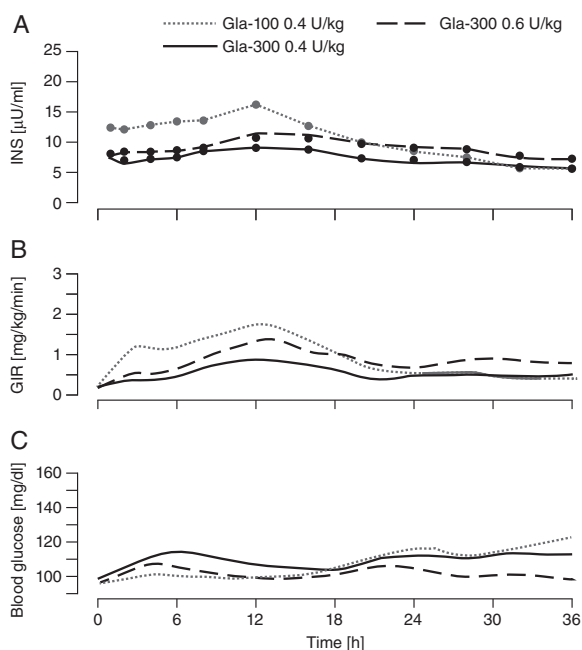 A
Gla-100 0.4 U/kg
Gla-300 0.6 U/kg
Gla-300 0.4 U/kg
INS [µU/ml]
25
20
15
10
5
0
B
GIR [mg/kg/min]
3
2
1
0
C
Blood glucose [mg/dl]
160
140
120
100
0 6 12 18 24 30 36
Time [h]